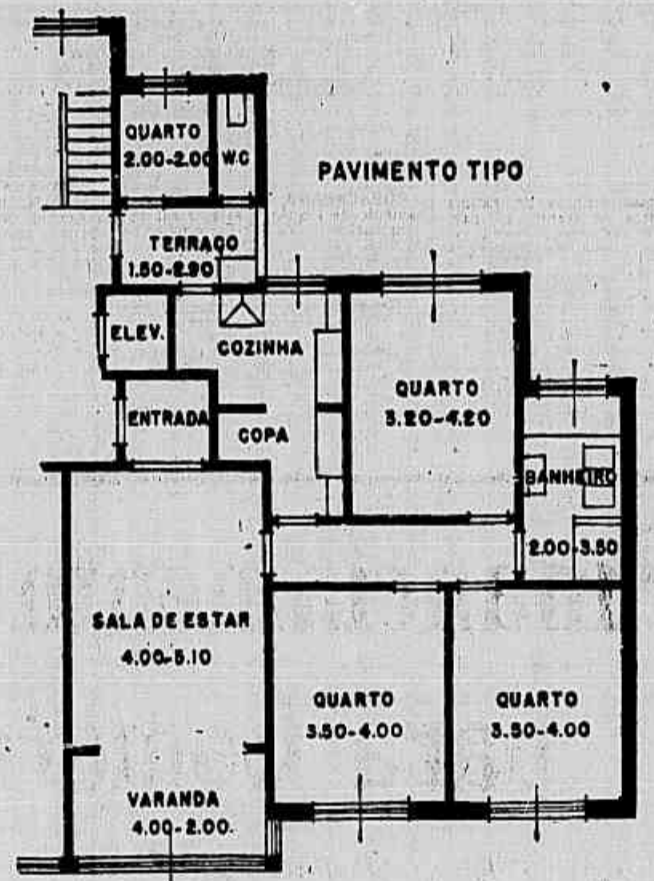 QUARTO
2.00-2.00
W.C
PAVIMENTO TIPO
TERRAÇO
1.50-2.90
ELEV.
COZINHA
QUARTO
3.20-4.20
ENTRADA
COPA
BANHEIRO
2.00-3.50
SALA DE ESTAR
4.00-5.10
QUARTO
3.50-4.00
QUARTO
3.50-4.00
VARANDA
4.00-2.00.